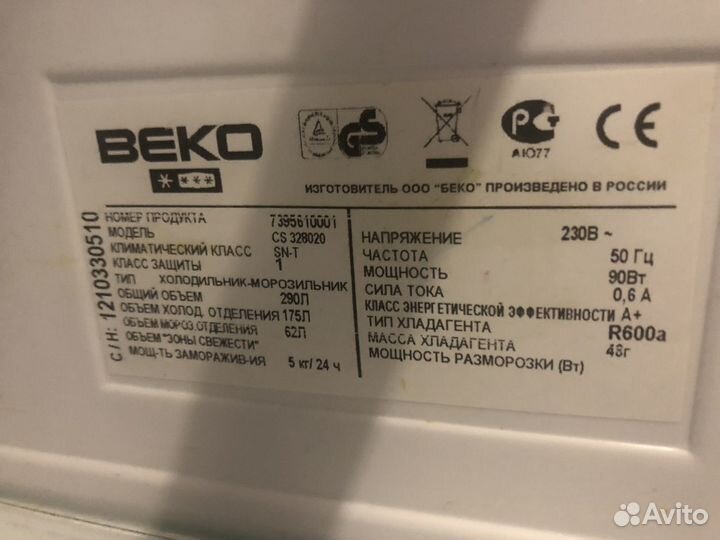 BEKO
АЮ77
ИЗГОТОВИТЕЛЬ ООО "БЕКО" ПРОИЗВЕДЕНО В РОССИИ
С / Н: 1210330510
НОМЕР ПРОДУКТА 7395610001
МОДЕЛЬ CS 328020
КЛИМАТИЧЕСКИЙ КЛАСС SN-T
КЛАСС ЗАЩИТЫ 1
ТИП ХОЛОДИЛЬНИК-МОРОЗИЛЬНИК
ОБЩИЙ ОБЪЕМ 290Л
ОБЪЕМ ХОЛОД. ОТДЕЛЕНИЯ 175Л
ОБЪЕМ МОРОЗ.ОТДЕЛЕНИЯ 62Л
ОБЪЕМ "ЗОНЫ СВЕЖЕСТИ"
МОЩ-ТЬ ЗАМОРАЖИВ-ИЯ 5 кг/ 24 ч
НАПРЯЖЕНИЕ 230В ~
ЧАСТОТА 50 Гц
МОЩНОСТЬ 90Вт
СИЛА ТОКА 0,6 А
КЛАСС ЭНЕРГЕТИЧЕСКОЙ ЭФФЕКТИВНОСТИ А+
ТИП ХЛАДАГЕНТА R600a
МАССА ХЛАДАГЕНТА 48г
МОЩНОСТЬ РАЗМОРОЗКИ (Вт)
Avito